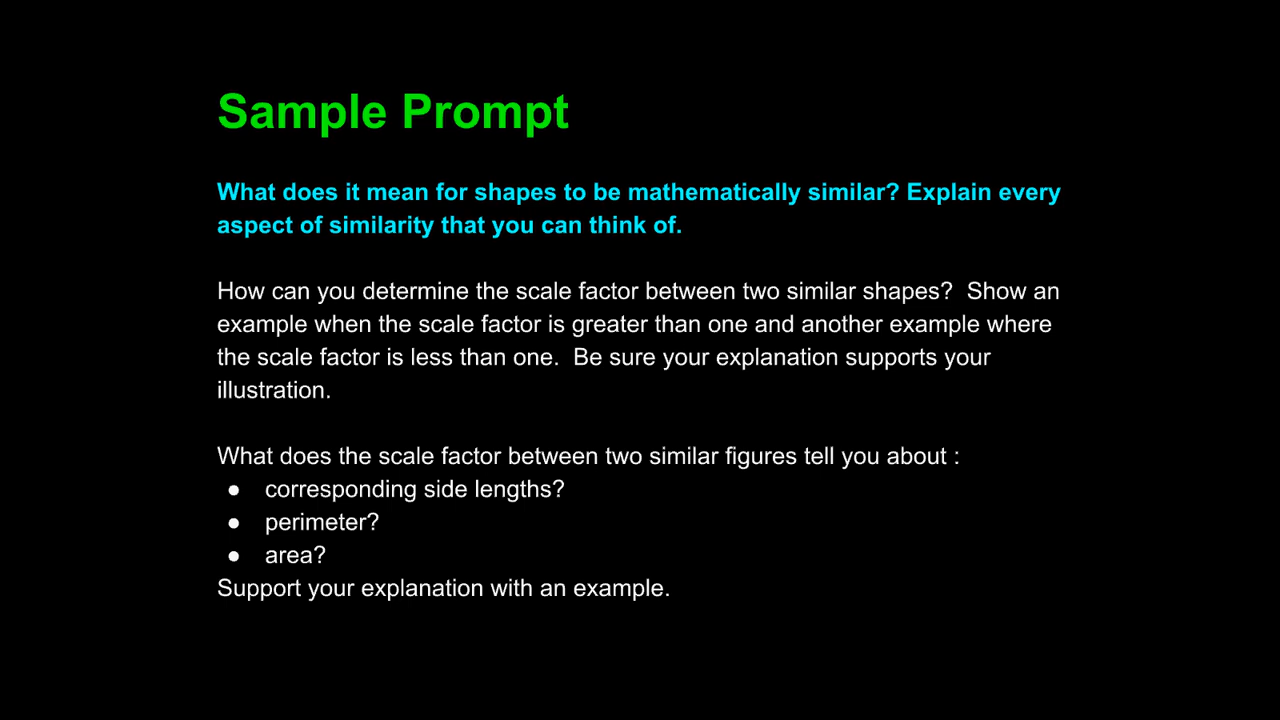 Sample Prompt
What does it mean for shapes to be mathematically similar? Explain every
aspect of similarity that you can think of.
How can you determine the scale factor between two similar shapes?  Show an
example when the scale factor is greater than one and another example where
the scale factor is less than one.  Be sure your explanation supports your
illustration.
What does the scale factor between two similar figures tell you about :
● corresponding side lengths?
● perimeter?
● area?
Support your explanation with an example.